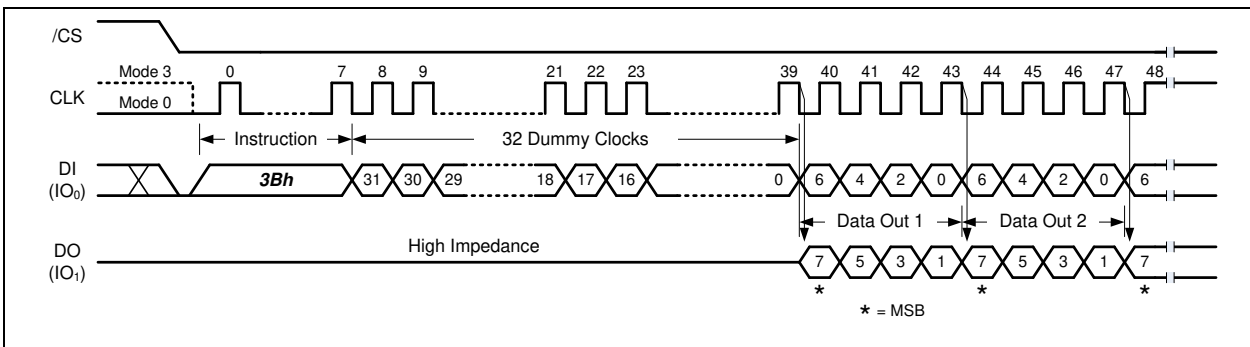 /CS
Mode 3 0 7 8 9 21 22 23 39 40 41 42 43 44 45 46 47 48
CLK
Mode 0
Instruction 32 Dummy Clocks
DI
(IO₀)
3Bh 31 30 29 18 17 16 0 6 4 2 0 6 4 2 0 6
Data Out 1 Data Out 2
High Impedance
DO
(IO₁)
7 5 3 1 7 5 3 1 7
* * *
* = MSB